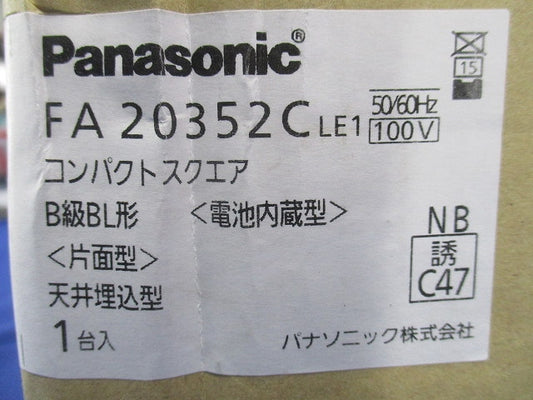 Panasonic®
FA 20352C LE1 50/60Hz 100V
15
コンパクトスクエア
B級BL形 〈電池内蔵型〉
〈片面型〉
天井埋込型
1台入
NB
誘
C47
パナソニック株式会社